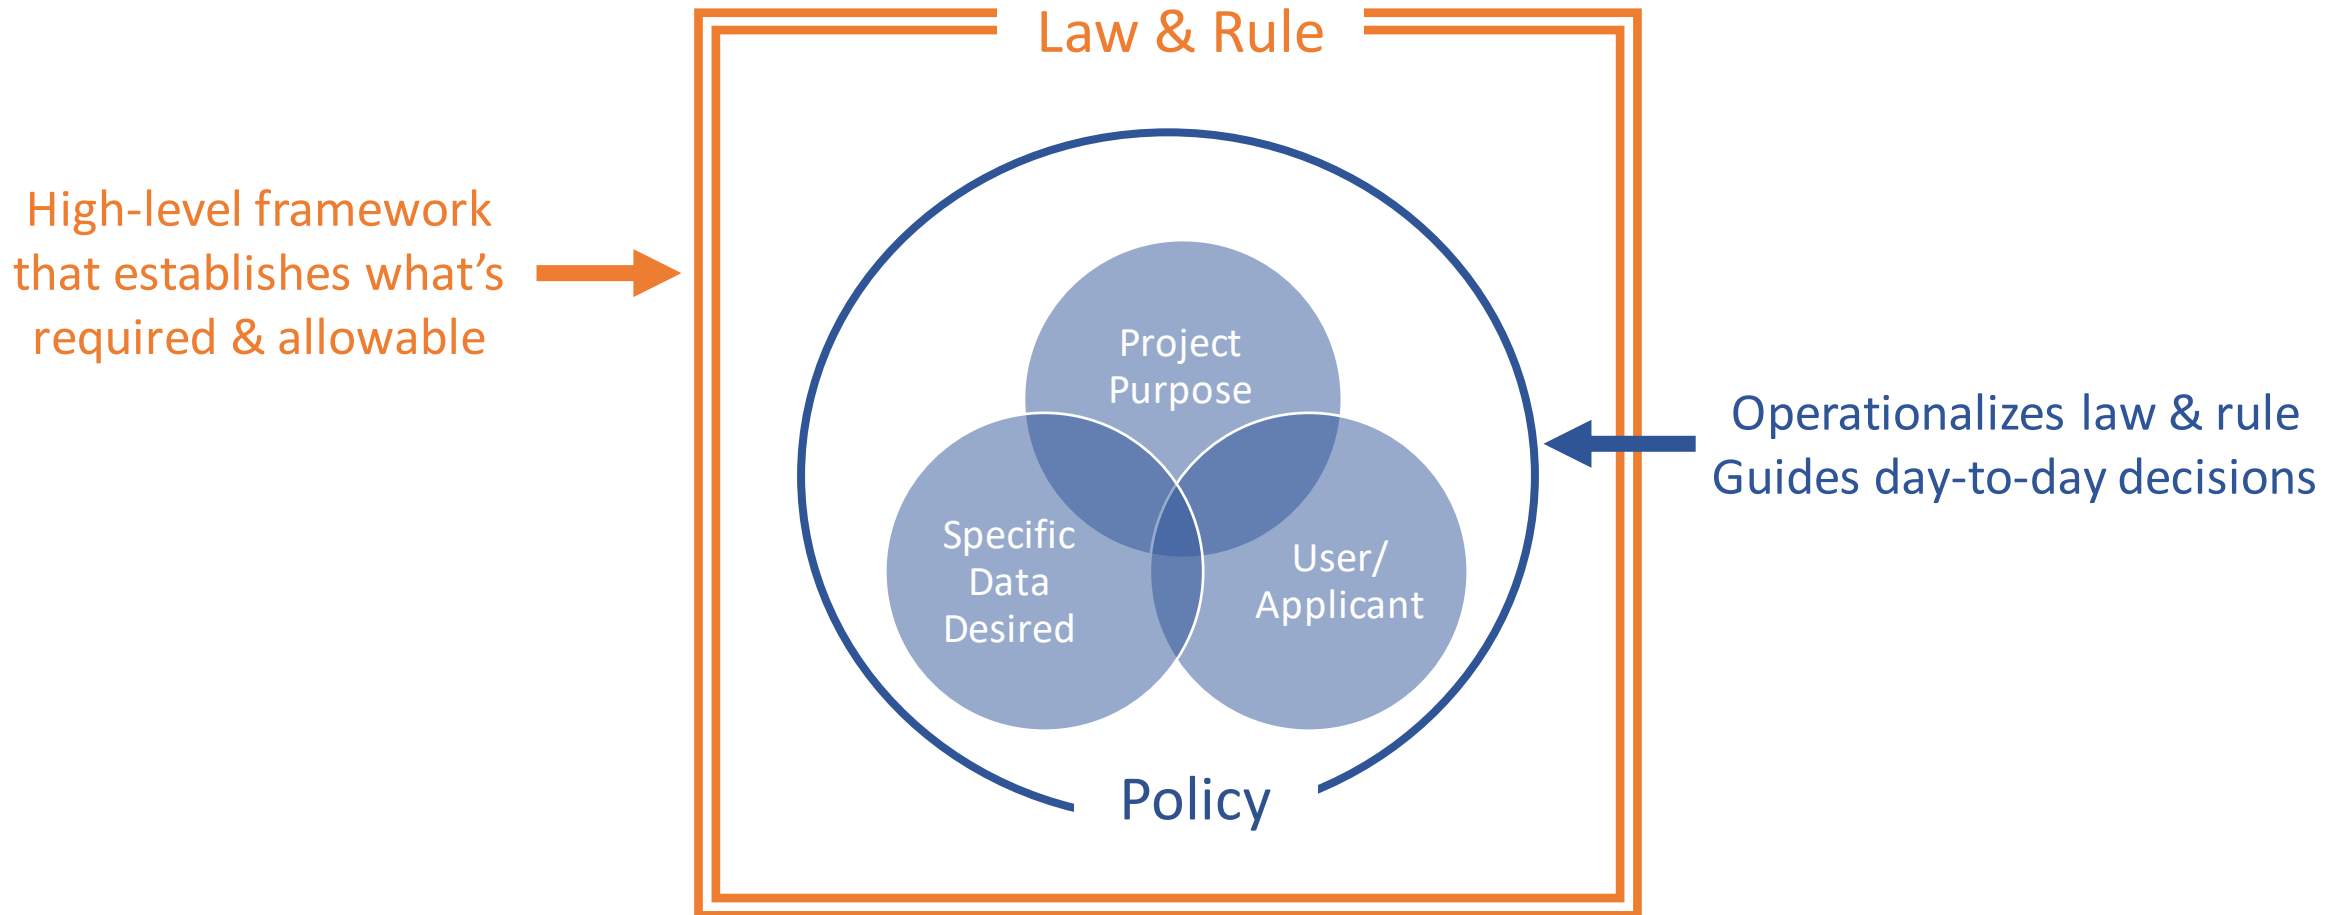 Law & Rule
High-level framework
that establishes what’s
required & allowable
Project
Purpose
Specific
Data
Desired
User/
Applicant
Operationalizes law & rule
Guides day-to-day decisions
Policy